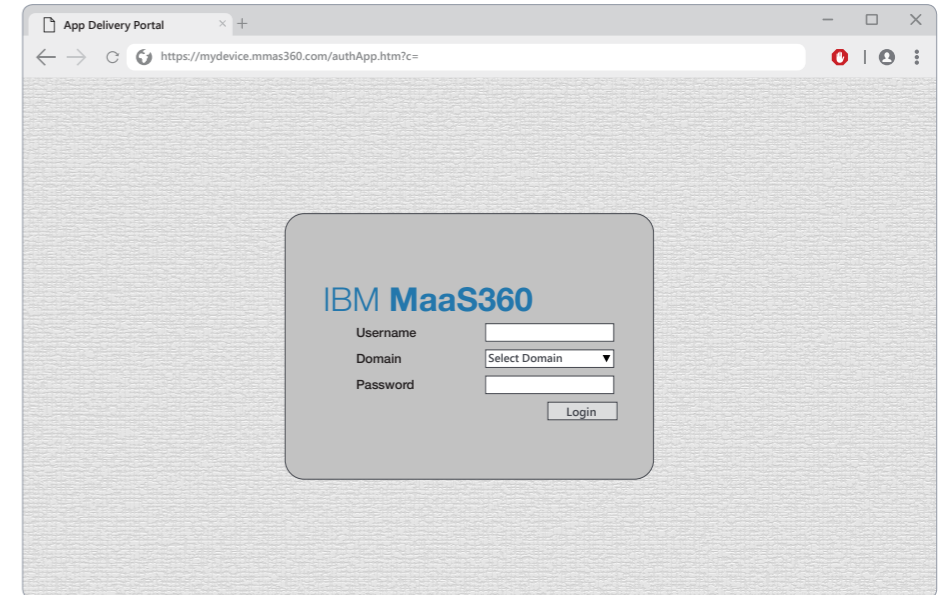 App Delivery Portal
https://mydevice.mmas360.com/authApp.htm?c=
IBM MaaS360
Username
Domain Select Domain
Password
Login